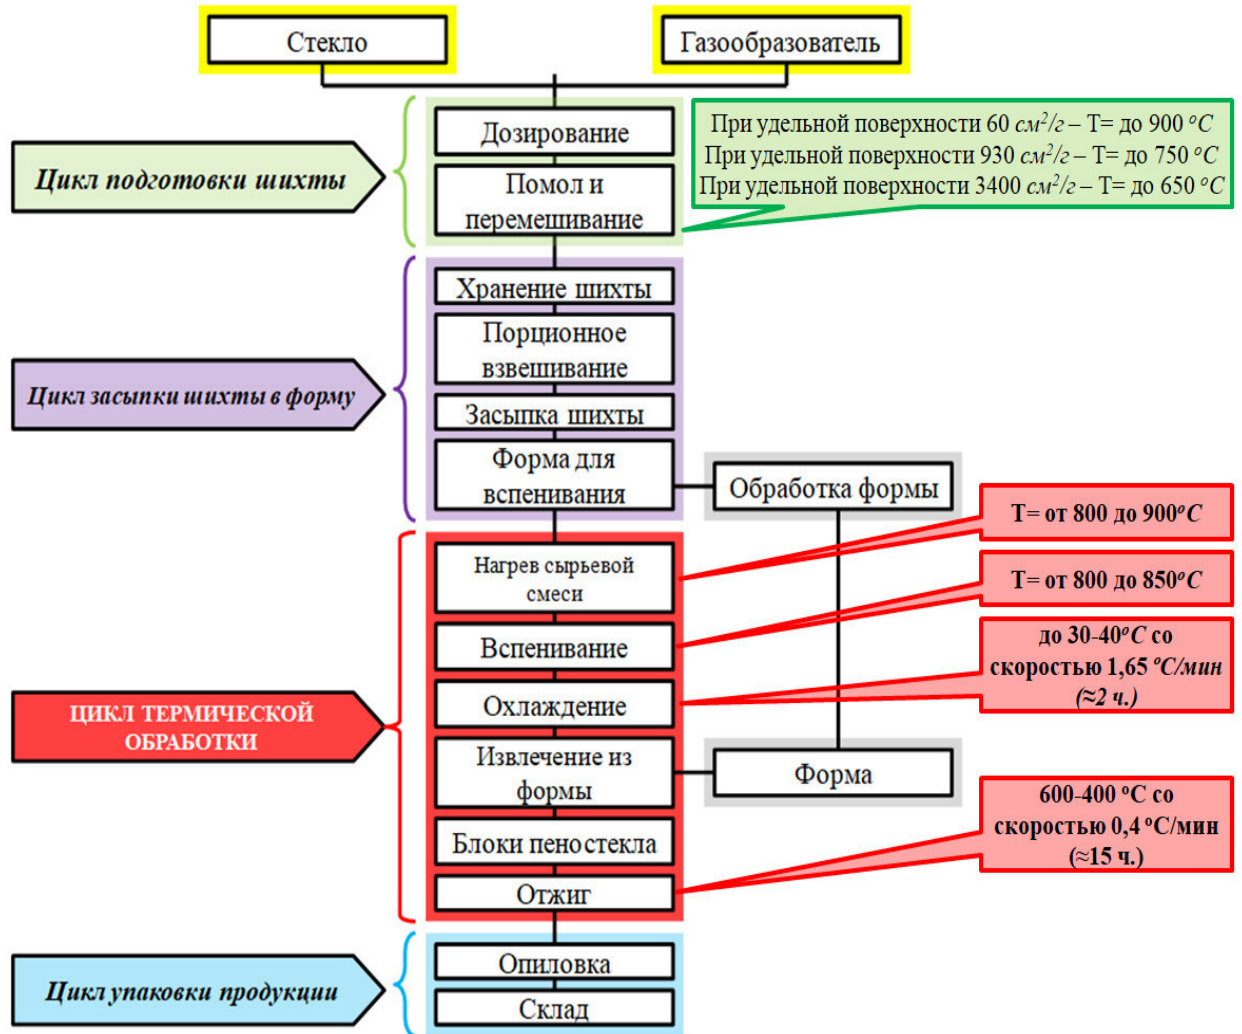 Стекло
Газообразователь
Дозирование
Помол и
перемешивание
При удельной поверхности 60 см²/г – Т= до 900 °С
При удельной поверхности 930 см²/г – Т= до 750 °С
При удельной поверхности 3400 см²/г – Т= до 650 °С
Цикл подготовки шихты
Хранение шихты
Порционное
взвешивание
Засыпка шихты
Форма для
вспенивания
Цикл засыпки шихты в форму
Обработка формы
Т= от 800 до 900°С
Нагрев сырьевой
смеси
Т= от 800 до 850°С
Вспенивание
до 30-40°С со
скоростью 1,65 °С/мин
(≈2 ч.)
Охлаждение
ЦИКЛ ТЕРМИЧЕСКОЙ
ОБРАБОТКИ
Извлечение из
формы
Форма
600-400 °С со
скоростью 0,4 °С/мин
(≈15 ч.)
Блоки пеностекла
Отжиг
Опиловка
Цикл упаковки продукции
Склад